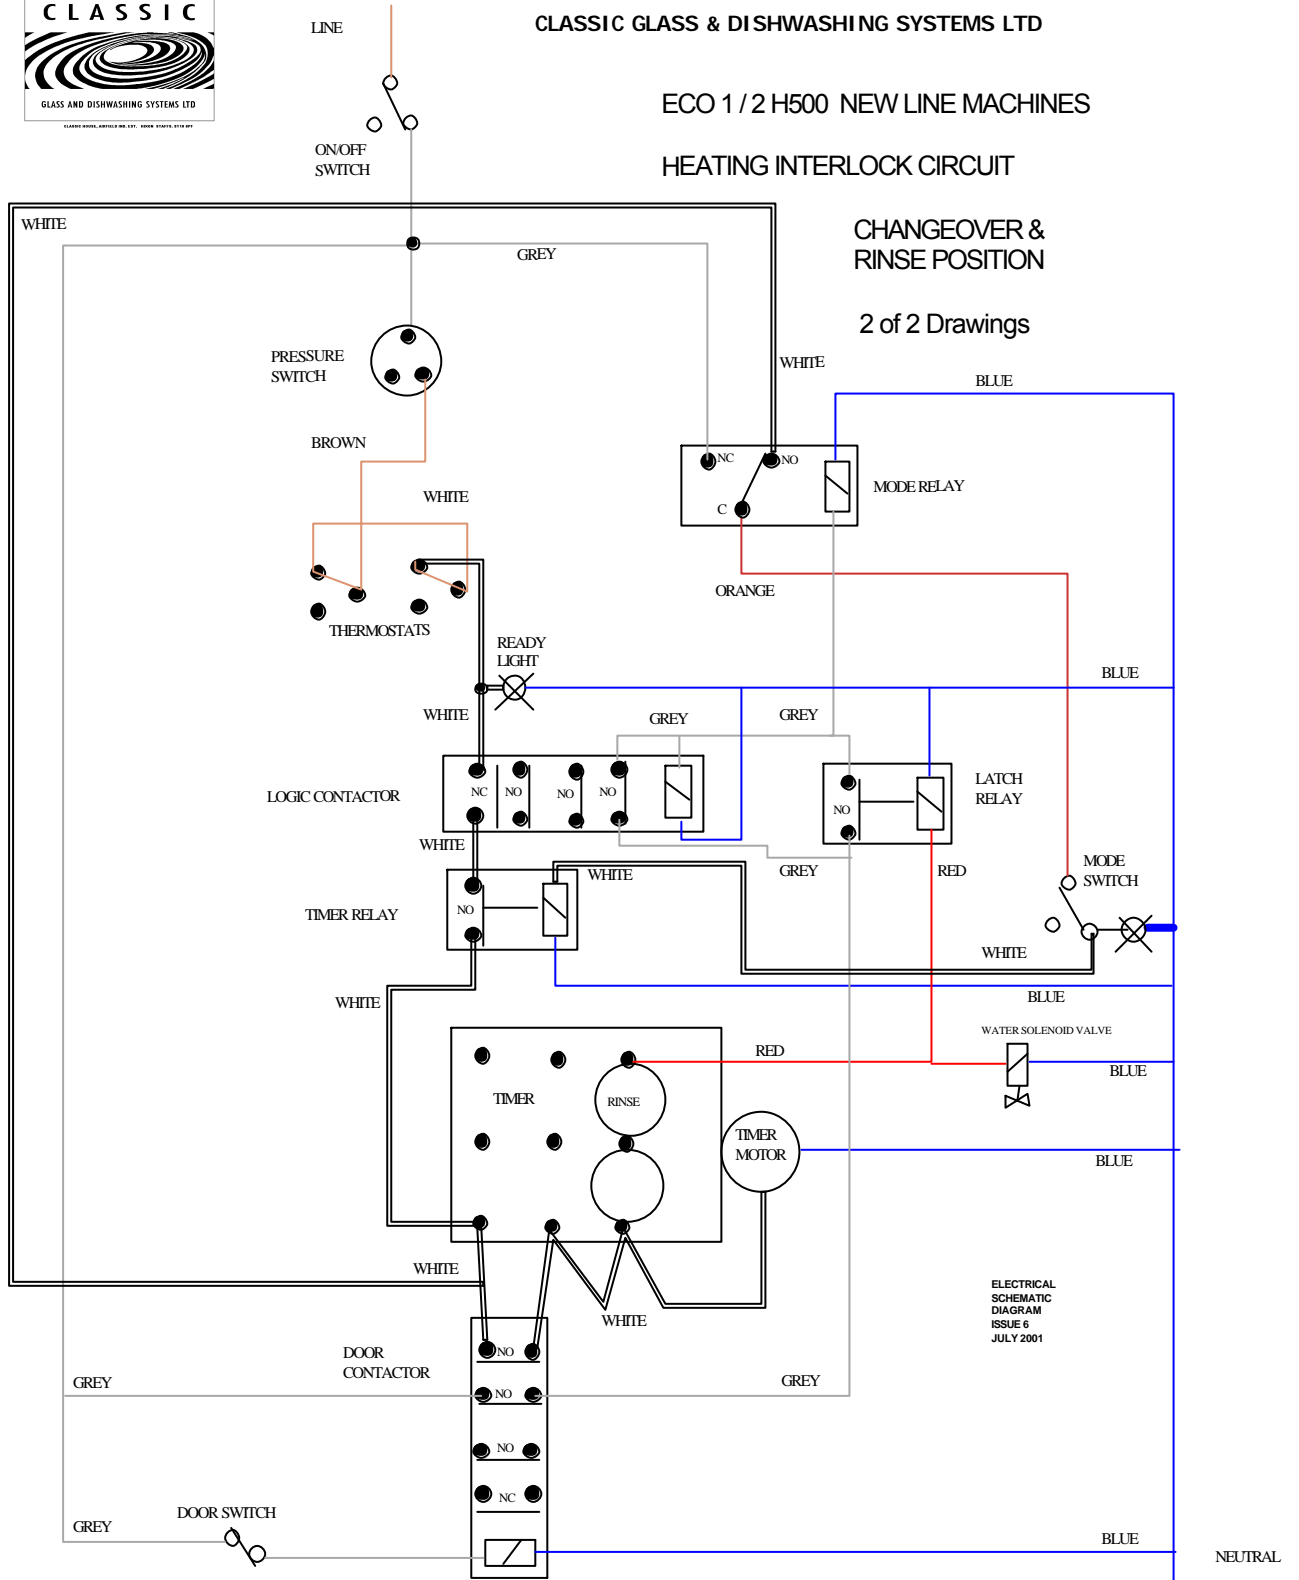 CLASSIC
GLASS AND DISHWASHING SYSTEMS LTD
LINE
CLASSIC GLASS & DISHWASHING SYSTEMS LTD
ECO 1 / 2 H500 NEW LINE MACHINES
ON/OFF
SWITCH
HEATING INTERLOCK CIRCUIT
WHITE
CHANGEOVER &
RINSE POSITION
GREY
2 of 2 Drawings
PRESSURE
SWITCH
WHITE
BLUE
BROWN
NC
NO
C
MODE RELAY
WHITE
ORANGE
THERMOSTATS
READY
LIGHT
BLUE
WHITE
GREY
GREY
LOGIC CONTACTOR
NC
NO
NO
NO
LATCH
RELAY
NO
WHITE
WHITE
GREY
RED
MODE
SWITCH
TIMER RELAY
NO
WHITE
WHITE
BLUE
WATER SOLENOID VALVE
RED
BLUE
TIMER
RINSE
TIMER
MOTOR
BLUE
WHITE
WHITE
ELECTRICAL
SCHEMATIC
DIAGRAM
ISSUE 6
JULY 2001
DOOR
CONTACTOR
NO
GREY
NO
GREY
NO
NC
DOOR SWITCH
GREY
BLUE
NEUTRAL